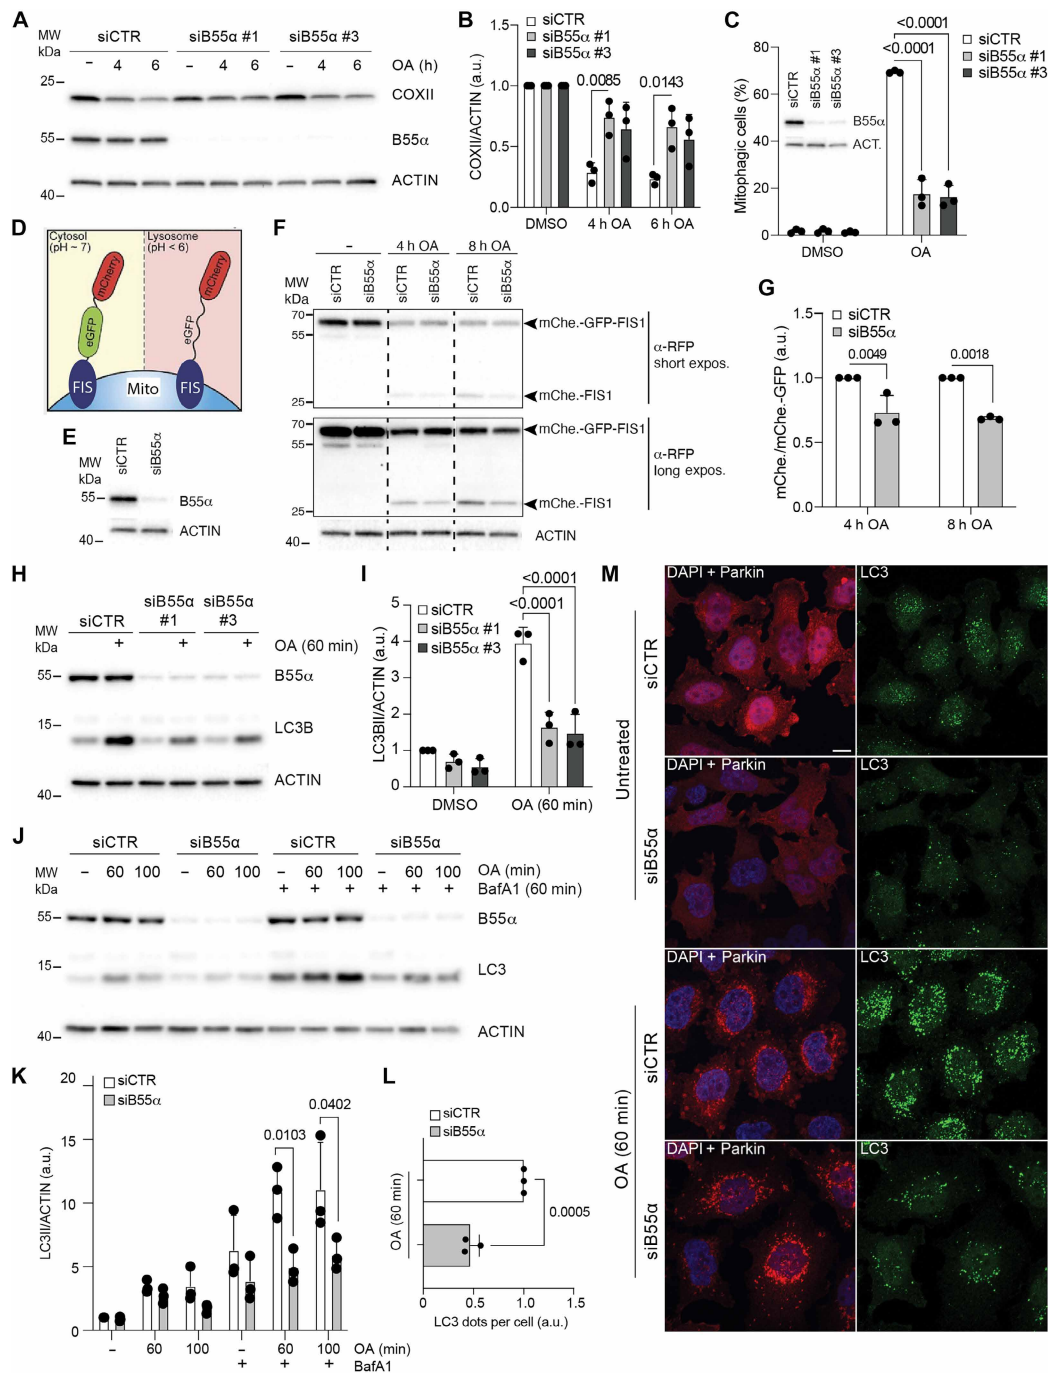 A
MW
kDa
siCTR
siB55α #1
siB55α #3
– 4 6 – 4 6 – 4 6 OA (h)
25
COXII
55
B55α
40
ACTIN
B
siCTR
siB55α #1
siB55α #3
COXII/ACTIN (a.u.)
1.5
1.0
0.5
0.0
0.0085
0.0143
DMSO 4 h OA 6 h OA
C
<0.0001
<0.0001
siCTR
siB55α #1
siB55α #3
Mitophagic cells (%)
80
60
40
20
0
siCTR
siB55α #1
siB55α #3
B55α
ACT.
DMSO OA
D
Cytosol
(pH ~ 7)
Lysosome
(pH < 6)
mCherry
eGFP
FIS
mCherry
eGFP
FIS
Mito
E
MW
kDa
siCTR
siB55α
55
B55α
ACTIN
40
F
– 4 h OA 8 h OA
siCTR siB55α siCTR siB55α siCTR siB55α
MW
kDa
70
55
25
mChe.-GFP-FIS1
mChe.-FIS1
α-RFP
short expos.
70
55
25
mChe.-GFP-FIS1
mChe.-FIS1
α-RFP
long expos.
40
ACTIN
G
siCTR
siB55α
mChe./mChe.-GFP (a.u.)
1.5
1.0
0.5
0.0
0.0049
0.0018
4 h OA 8 h OA
H
MW
kDa
siCTR
siB55α
#1
siB55α
#3
+ + + OA (60 min)
55
B55α
15
LC3B
ACTIN
40
I
<0.0001
<0.0001
siCTR
siB55α #1
siB55α #3
LC3BII/ACTIN (a.u.)
5
4
3
2
1
0
DMSO OA (60 min)
J
siCTR siB55α siCTR siB55α
MW
kDa
– 60 100 – 60 100 – 60 100 – 60 100 OA (min)
+ + + + + + BafA1 (60 min)
55
B55α
15
LC3
40
ACTIN
K
siCTR
siB55α
LC3II/ACTIN (a.u.)
20
15
10
5
0
0.0103
0.0402
– 60 100 – 60 100 OA (min)
+ + + BafA1
L
siCTR
siB55α
OA (60 min)
0.0005
0 0.5 1.0 1.5
LC3 dots per cell (a.u.)
M
Untreated
siCTR
DAPI + Parkin
LC3
siB55α
DAPI + Parkin
LC3
OA (60 min)
siCTR
DAPI + Parkin
LC3
siB55α
DAPI + Parkin
LC3